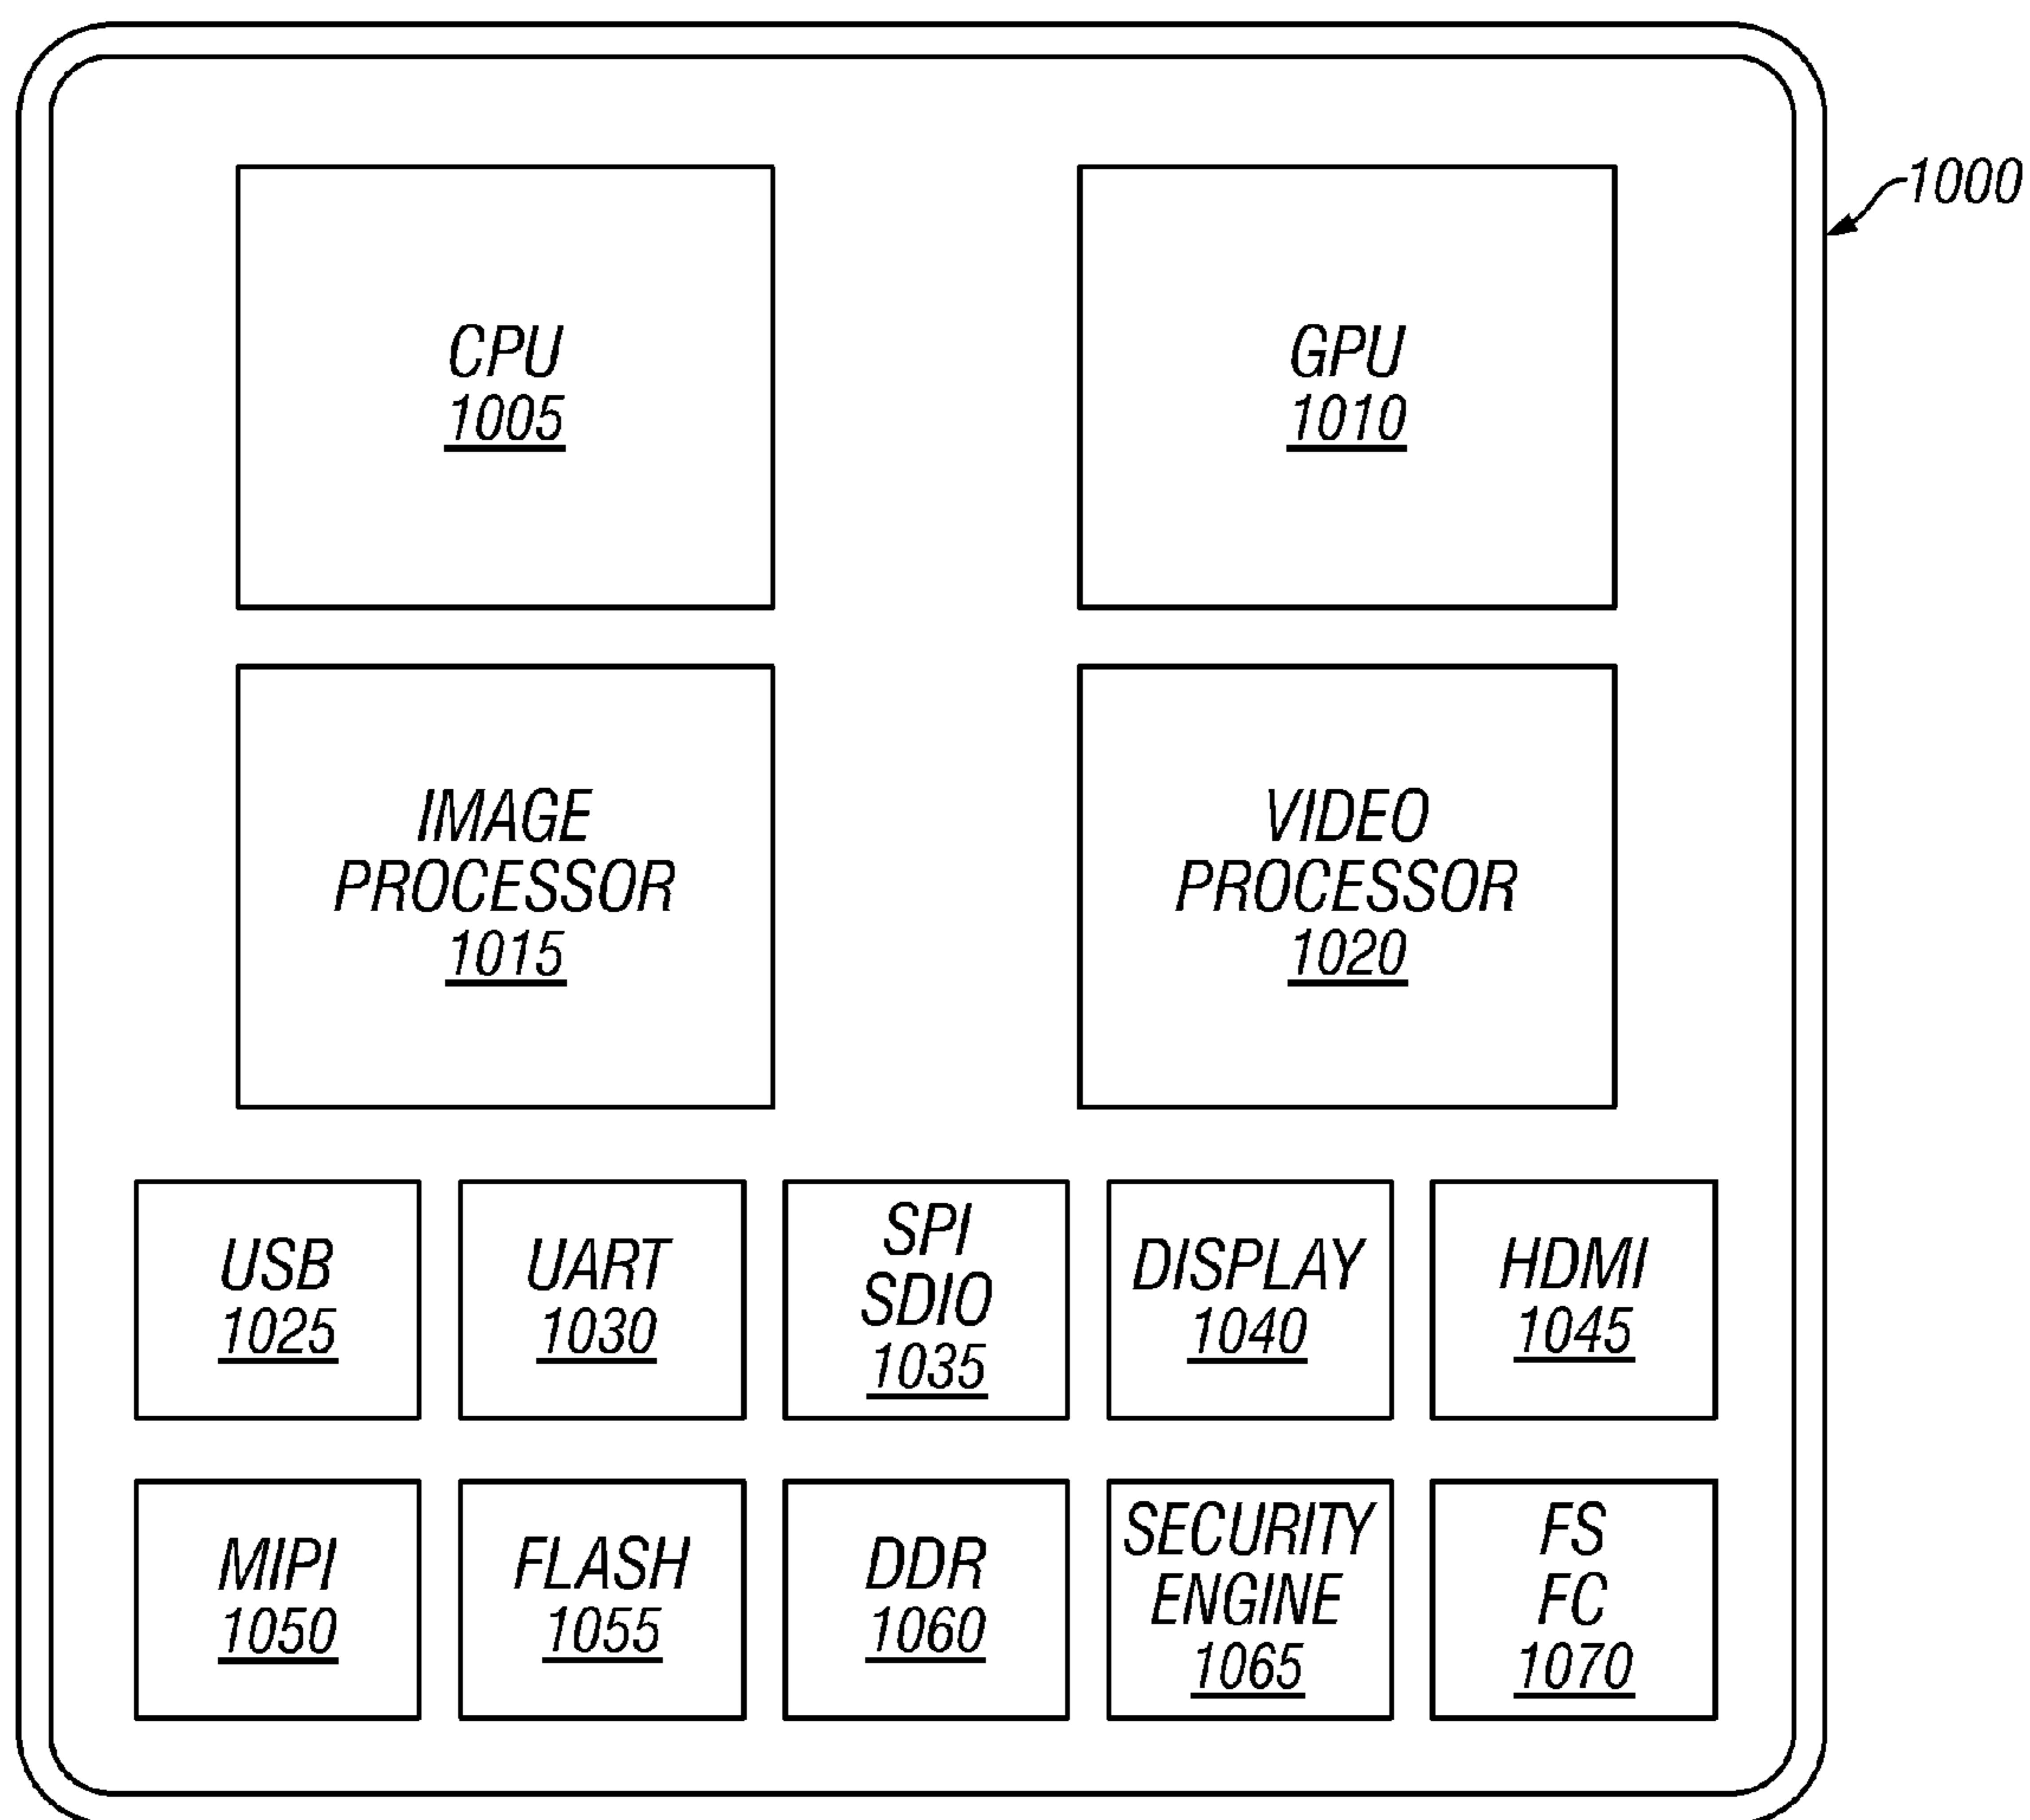 1000
CPU
1005
GPU
1010
IMAGE
PROCESSOR
1015
VIDEO
PROCESSOR
1020
USB
1025
UART
1030
SPI
SDIO
1035
DISPLAY
1040
HDMI
1045
MIPI
1050
FLASH
1055
DDR
1060
SECURITY
ENGINE
1065
FS
FC
1070